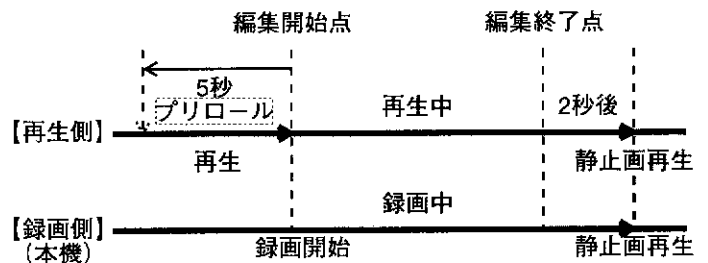 編集開始点
編集終了点
5秒
プリロール
再生中
2秒後
【再生側】
再生
静止画再生
録画中
【録画側】
(本機)
録画開始
静止画再生